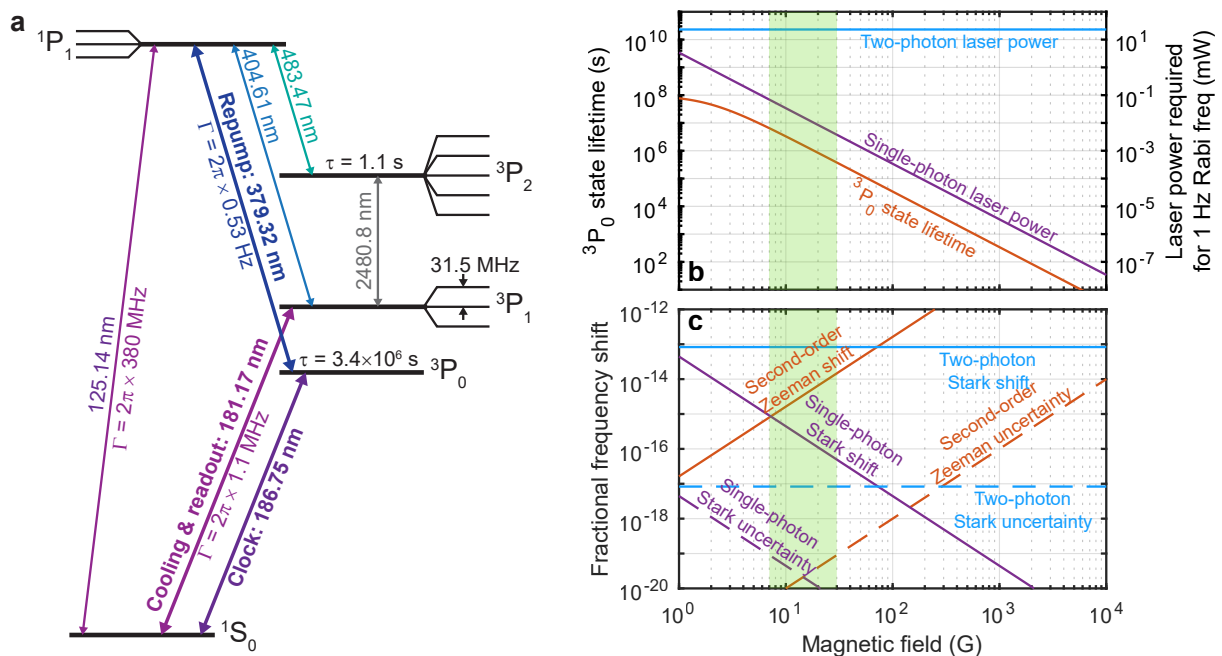 a
¹P₁
125.14 nm
Γ = 2π × 380 MHz
Repump: 379.32 nm
Γ = 2π × 0.53 Hz
404.61 nm
483.47 nm
τ = 1.1 s
³P₂
2480.8 nm
31.5 MHz
³P₁
τ = 3.4×10⁶ s
³P₀
Cooling & readout: 181.17 nm
Γ = 2π × 1.1 MHz
Clock: 186.75 nm
¹S₀
³P₀ state lifetime (s)
10¹⁰
10⁸
10⁶
10⁴
10²
b
Two-photon laser power
Single-photon laser power
³P₀ state lifetime
10¹
10⁻¹
10⁻³
10⁻⁵
10⁻⁷
Laser power required
for 1 Hz Rabi freq (mW)
Fractional frequency shift
10⁻¹²
10⁻¹⁴
10⁻¹⁶
10⁻¹⁸
10⁻²⁰
c
Second-order
Zeeman shift
Two-photon
Stark shift
Single-photon
Stark shift
Second-order
Zeeman uncertainty
Single-photon
Stark uncertainty
Two-photon
Stark uncertainty
10⁰
10¹
10²
10³
10⁴
Magnetic field (G)